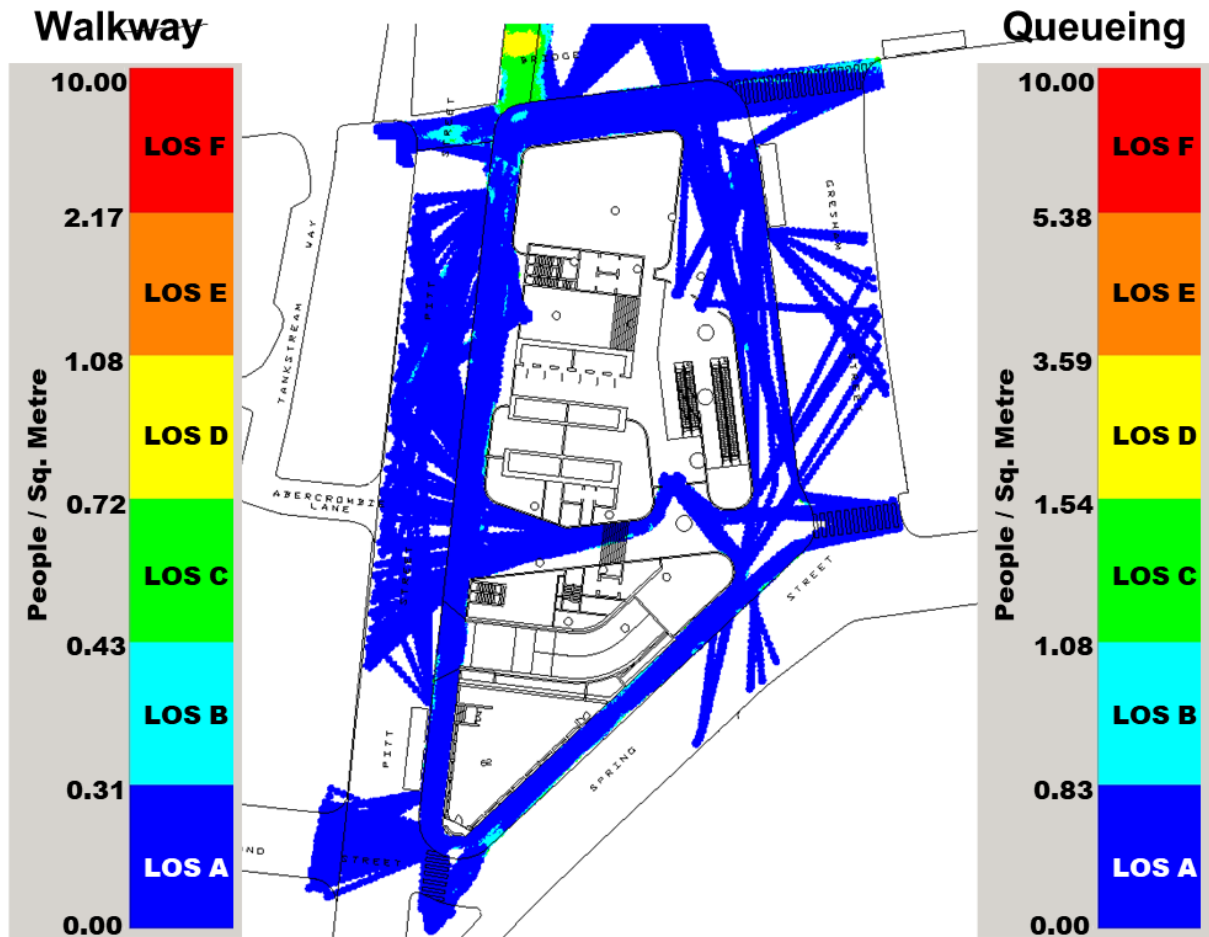 Walkway
Queueing
10.00
LOS F
2.17
LOS E
1.08
LOS D
0.72
LOS C
0.43
LOS B
0.31
LOS A
0.00
People / Sq. Metre
BRIDGE
TANKSTREAM WAY
PITT
ABERCROMBIE
LANE
STREET
PITT
STREET
SPRING
STREET
GRESHAM
STREET
10.00
LOS F
5.38
LOS E
3.59
LOS D
1.54
LOS C
1.08
LOS B
0.83
LOS A
0.00
People / Sq. Metre